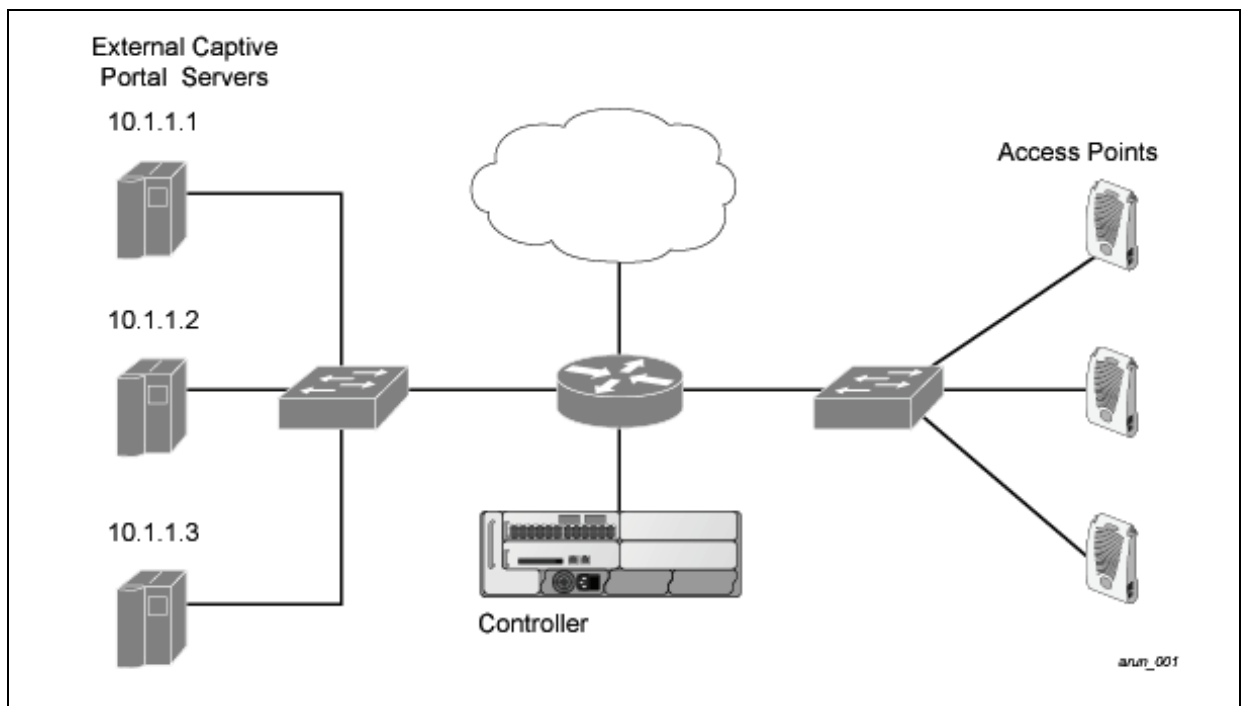 External Captive
Portal Servers
10.1.1.1
Access Points
10.1.1.2
10.1.1.3
Controller
arun_001